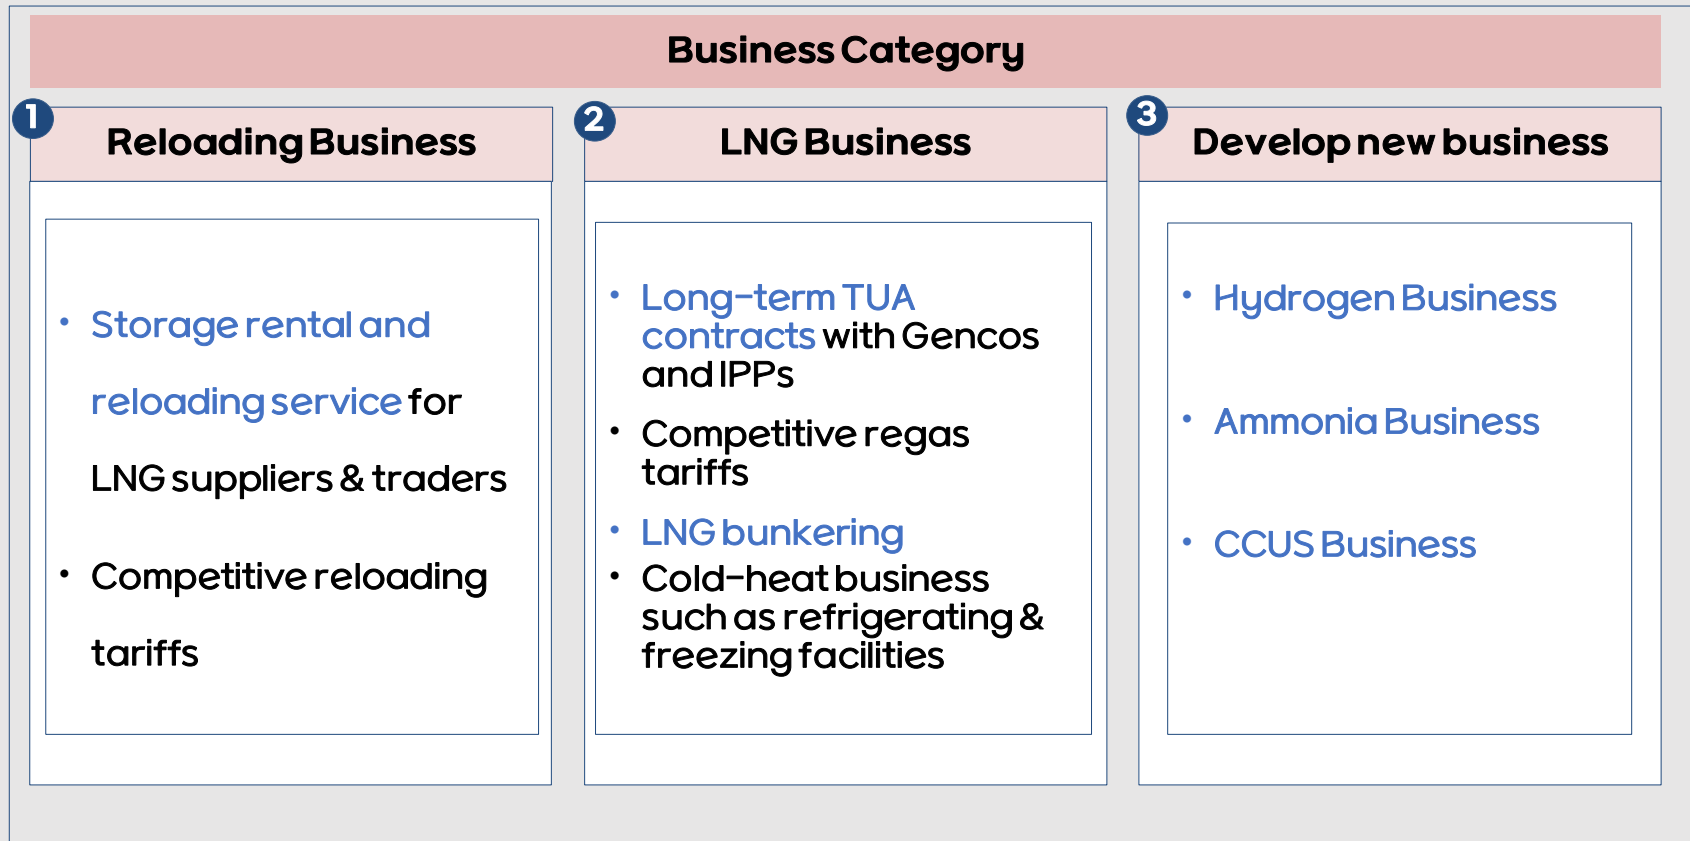 Business Category
1
Reloading Business
• Storage rental and
reloading service for
LNG suppliers & traders
• Competitive reloading
tariffs
2
LNG Business
• Long-term TUA
contracts with Gencos
and IPPs
• Competitive regas
tariffs
• LNG bunkering
• Cold-heat business
such as refrigerating &
freezing facilities
3
Develop new business
• Hydrogen Business
• Ammonia Business
• CCUS Business